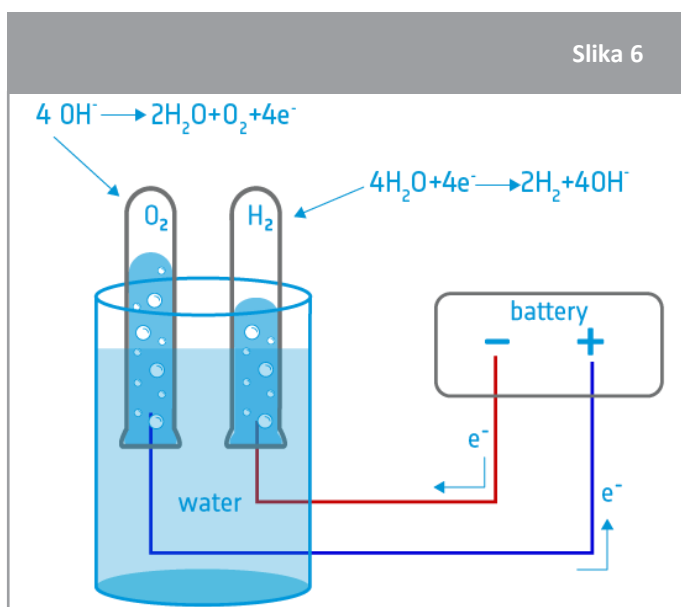 Slika 6
4 OH⁻ → 2H₂O+O₂+4e⁻
4H₂O+4e⁻ → 2H₂+4OH⁻
O₂
H₂
battery
− +
e⁻
water
e⁻